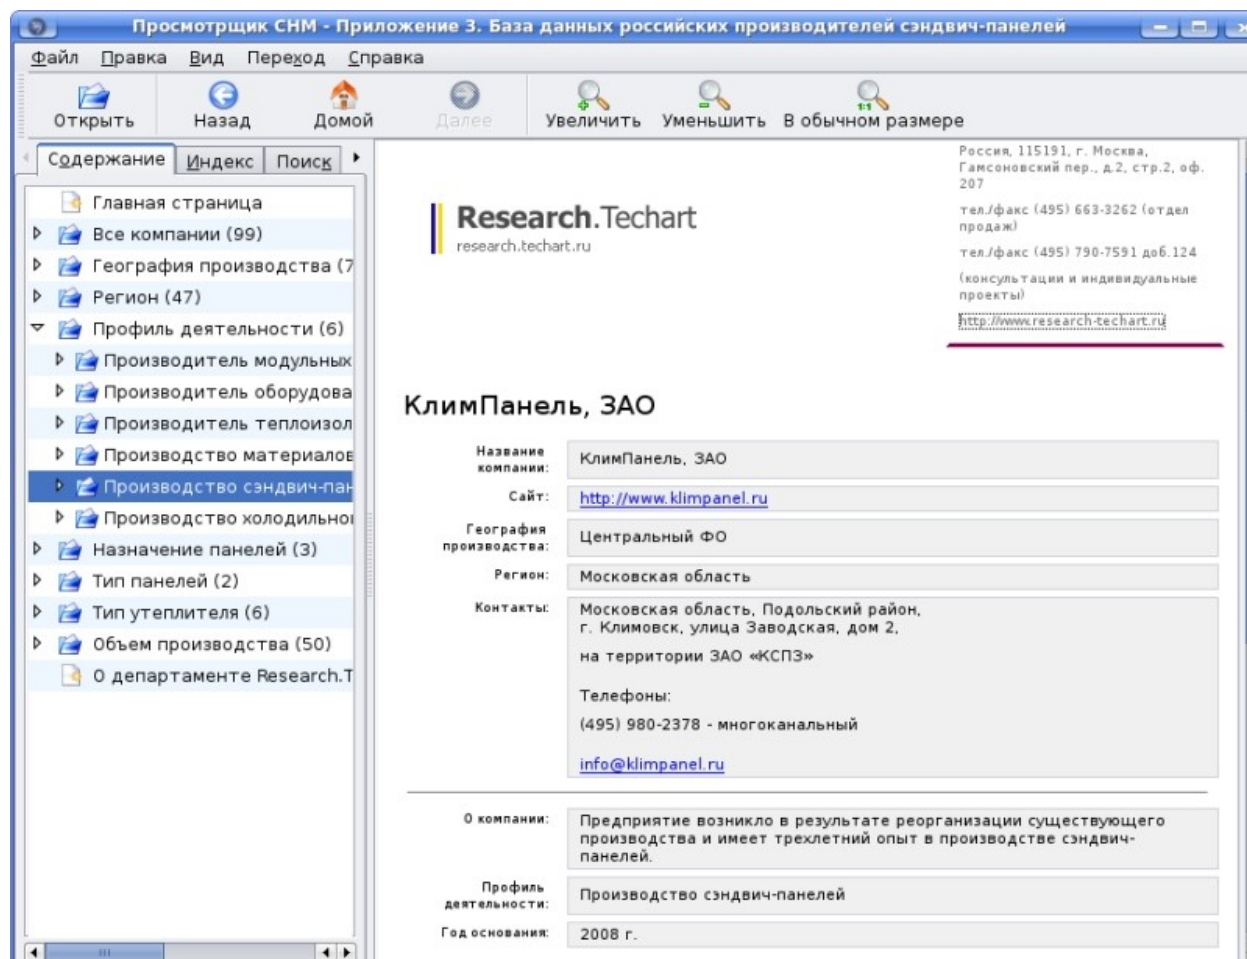 Просмотрщик CHM - Приложение 3. База данных российских производителей сэндвич-панелей
Файл Правка Вид Переход Справка
Открыть Назад Домой Далее Увеличить Уменьшить В обычном размере
Содержание Индекс Поиск
Главная страница
Все компании (99)
География производства (7
Регион (47)
Профиль деятельности (6)
Производитель модульных
Производитель оборудова
Производитель теплоизол
Производство материалов
Производство сэндвич-пан
Производство холодильно
Назначение панелей (3)
Тип панелей (2)
Тип утеплителя (6)
Объем производства (50)
О департаменте Research.T
Research.Techart
research.techart.ru
Россия, 115191, г. Москва,
Гамсоновский пер., д.2, стр.2, оф.
207
тел./факс (495) 663-3262 (отдел
продаж)
тел./факс (495) 790-7591 доб.124
(консультации и индивидуальные
проекты)
http://www.research-techart.ru
КлимПанель, ЗАО
Название
компании:
КлимПанель, ЗАО
Сайт:
http://www.klimpanel.ru
География
производства:
Центральный ФО
Регион:
Московская область
Контакты:
Московская область, Подольский район,
г. Климовск, улица Заводская, дом 2,
на территории ЗАО «КСПЗ»
Телефоны:
(495) 980-2378 - многоканальный
info@klimpanel.ru
О компании:
Предприятие возникло в результате реорганизации существующего
производства и имеет трехлетний опыт в производстве сэндвич-
панелей.
Профиль
деятельности:
Производство сэндвич-панелей
Год основания:
2008 г.